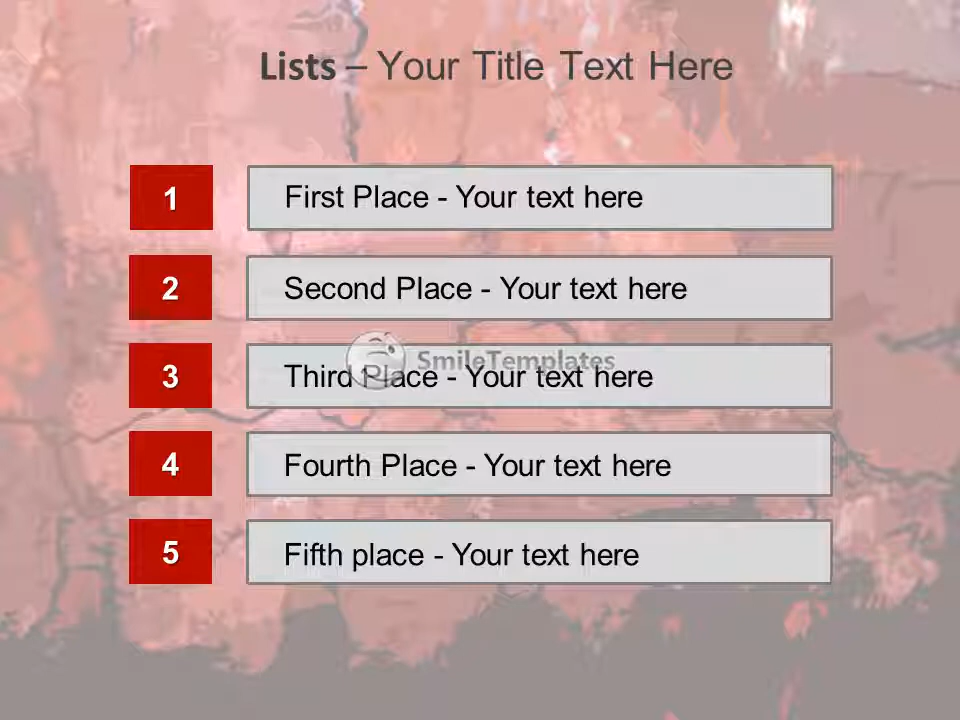 Lists – Your Title Text Here
1 First Place - Your text here
2 Second Place - Your text here
SmileTemplates
3 Third Place - Your text here
4 Fourth Place - Your text here
5 Fifth place - Your text here